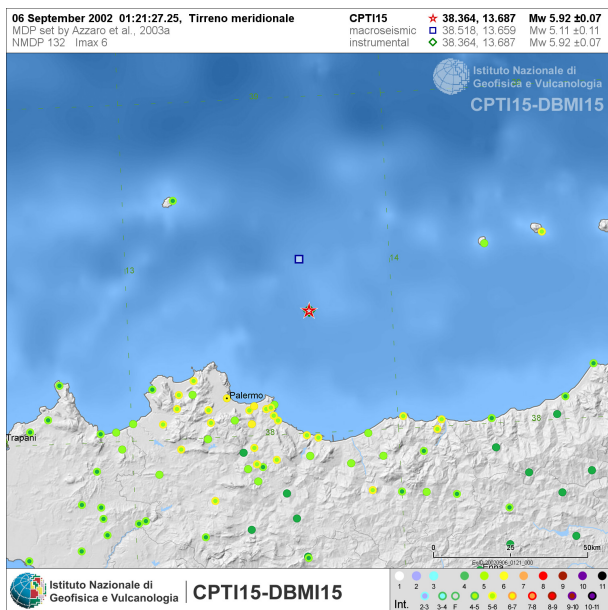 06 September 2002 01:21:27.25, Tirreno meridionale
MDP set by Azzaro et al., 2003a
NMDP 132 Imax 6
CPTI15 38.364, 13.687 Mw 5.92 ±0.07
macroseismic 38.518, 13.659 Mw 5.11 ±0.11
instrumental 38.364, 13.687 Mw 5.92 ±0.07
Istituto Nazionale di
Geofisica e Vulcanologia
CPTI15-DBMI15
13
14
Palermo
Trapani
38
0 25 50km
Istituto Nazionale di
Geofisica e Vulcanologia
CPTI15-DBMI15
1 2 3 4 5 6 7 8 9 10 11
Int. 2-3 3-4 F 4-5 5-6 6-7 7-8 8-9 9-10 10-11